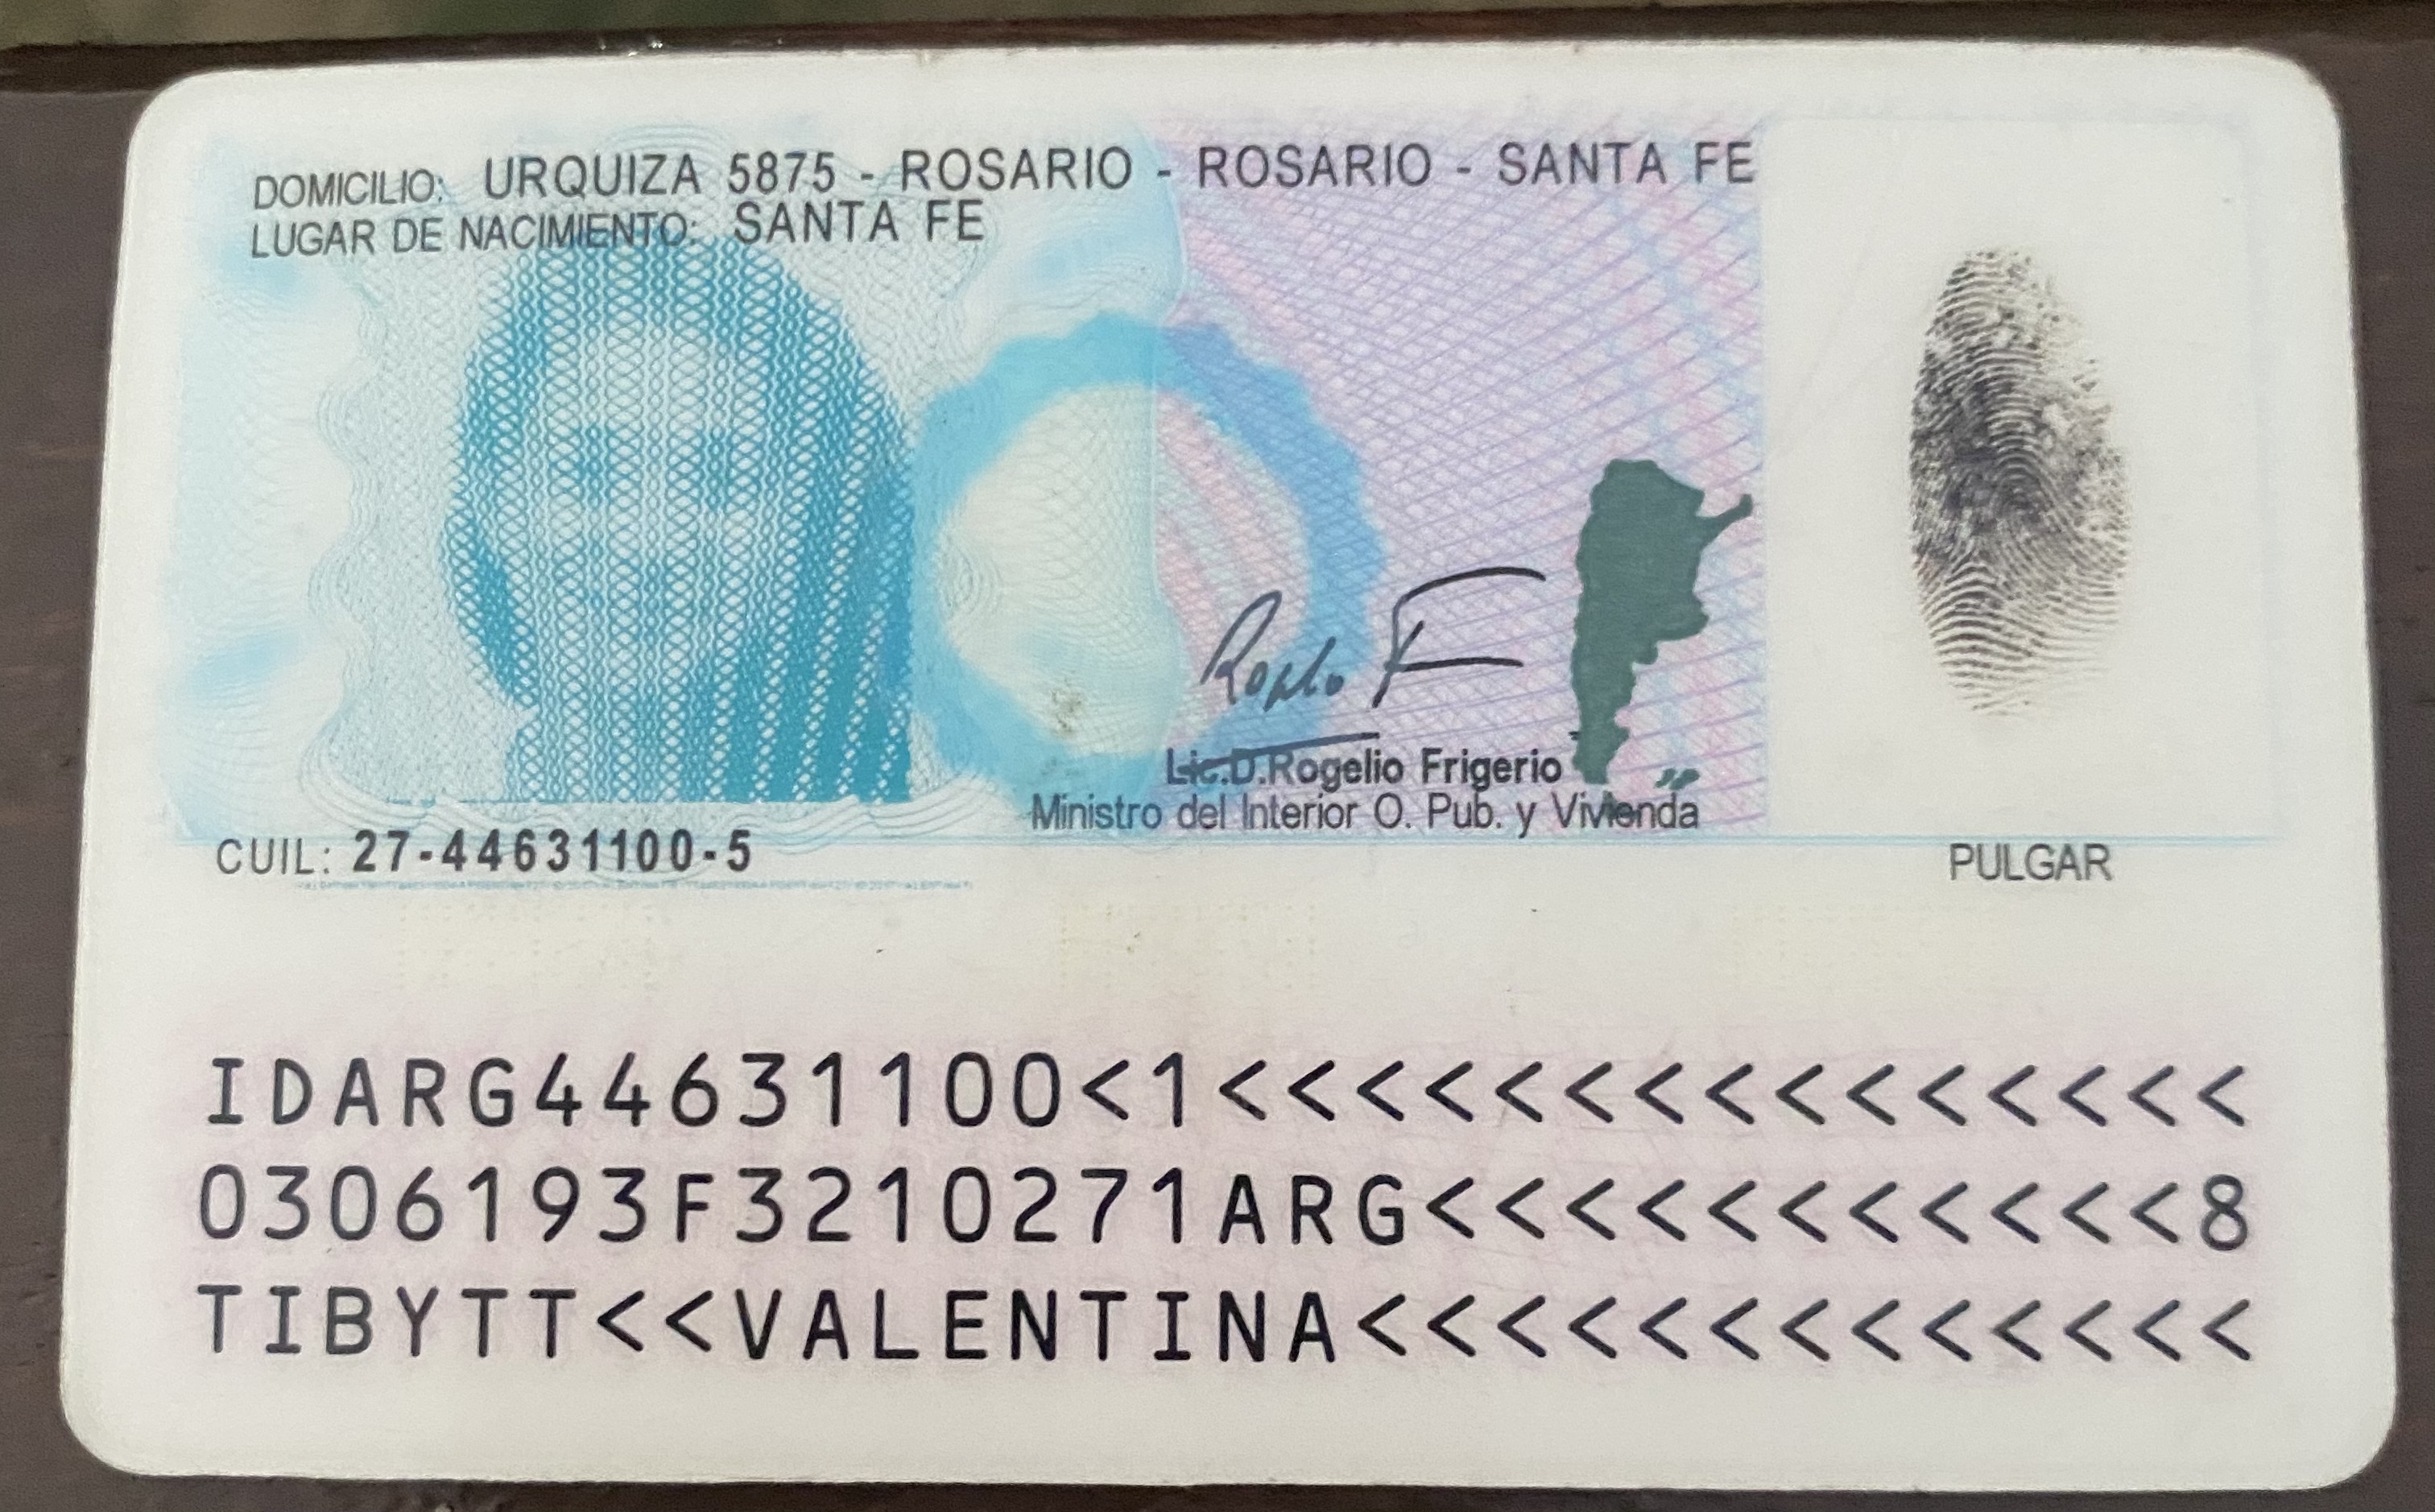 DOMICILIO: URQUIZA 5875 - ROSARIO - ROSARIO - SANTA FE
LUGAR DE NACIMIENTO: SANTA FE
Lic.D.Rogelio Frigerio
Ministro del Interior O. Pub. y Vivienda
CUIL: 27-44631100-5
PULGAR
IDARG44631100<1<<<<<<<<<<<<<<<
0306193F3210271ARG<<<<<<<<<<<8
TIBYTT<<VALENTINA<<<<<<<<<<<<<